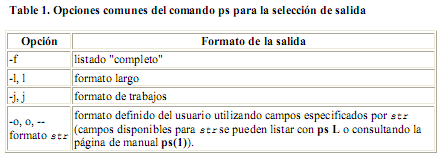 Table 1. Opciones comunes del comando ps para la selección de salida
Opción Formato de la salida
-f listado "completo"
-l, l formato largo
-j, j formato de trabajos
-o, o, -- formato definido del usuario utilizando campos especificados por str
formato str (campos disponibles para str se pueden listar con ps L o consultando la
página de manual ps(1)).